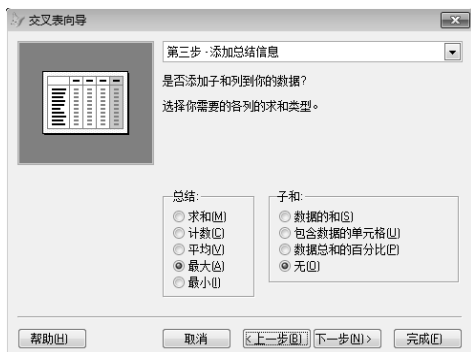 交叉表向导
第三步 - 添加总结信息
是否添加子和列到你的数据?
选择你需要的各列的求和类型。
总结:
求和(M)
计数(C)
平均(V)
最大(A)
最小(I)
子和:
数据的和(S)
包含数据的单元格(U)
数据总和的百分比(P)
无(O)
帮助(H) 取消 <上一步(B) 下一步(N)> 完成(F)